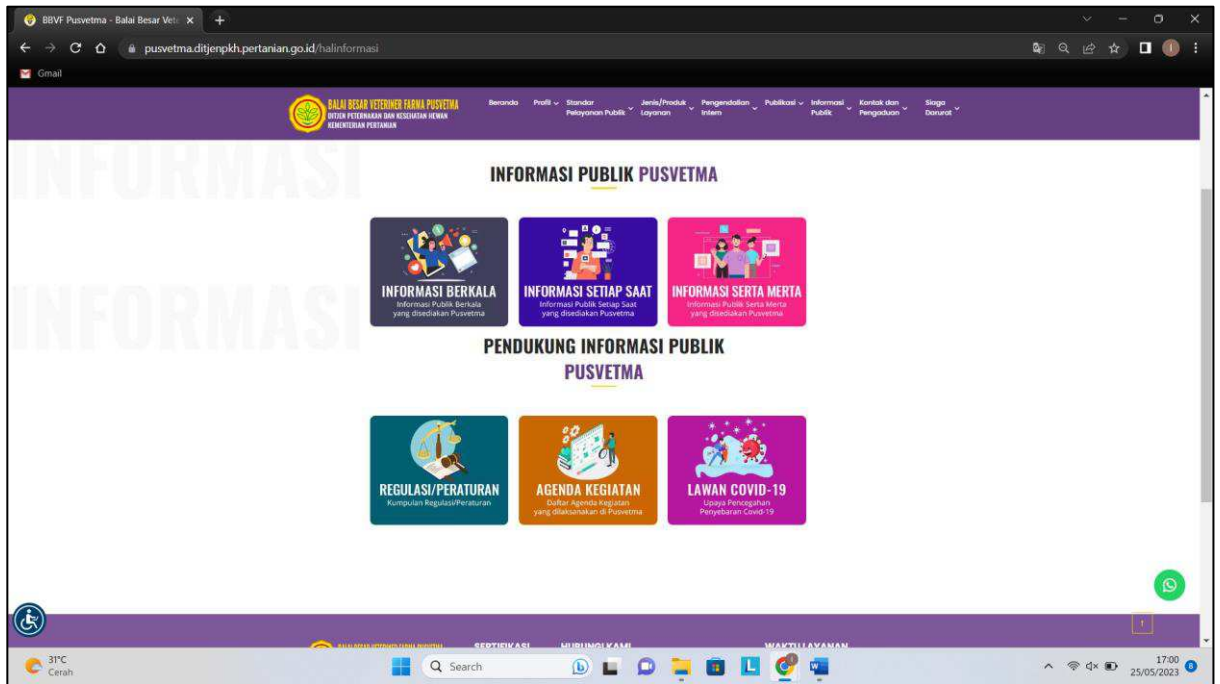 BBVF Pusvetma - Balai Besar Vete
pusvetma.ditjenpkh.pertanian.go.id/halinformasi
Gmail
BALAI BESAR VETERINER FARMA PUSVETMA
DITJEN PETERNAKAN DAN KESEHATAN HEWAN
KEMENTERIAN PERTANIAN
Beranda
Profil
Standar
Pelayanan Publik
Jenis/Produk
Layanan
Pengendalian
Intern
Publikasi
Informasi
Publik
Kontak dan
Pengaduan
Siaga
Darurat
INFORMASI
INFORMASI PUBLIK PUSVETMA
INFORMASI
INFORMASI BERKALA
Informasi Publik Berkala
yang disediakan Pusvetma
INFORMASI SETIAP SAAT
Informasi Publik Setiap Saat
yang disediakan Pusvetma
INFORMASI SERTA MERTA
Informasi Publik Serta Merta
yang disediakan Pusvetma
PENDUKUNG INFORMASI PUBLIK
PUSVETMA
REGULASI/PERATURAN
Kumpulan Regulasi/Peraturan
AGENDA KEGIATAN
Daftar Agenda Kegiatan
yang dilaksanakan di Pusvetma
LAWAN COVID-19
Upaya Pencegahan
Penyebaran Covid-19
BALAI BESAR VETERINER FARMA PUSVETMA
SERTIFIKASI
HUBUNGI KAMI
WAKTU LAYANAN
31°C
Cerah
Search
17:00
25/05/2023